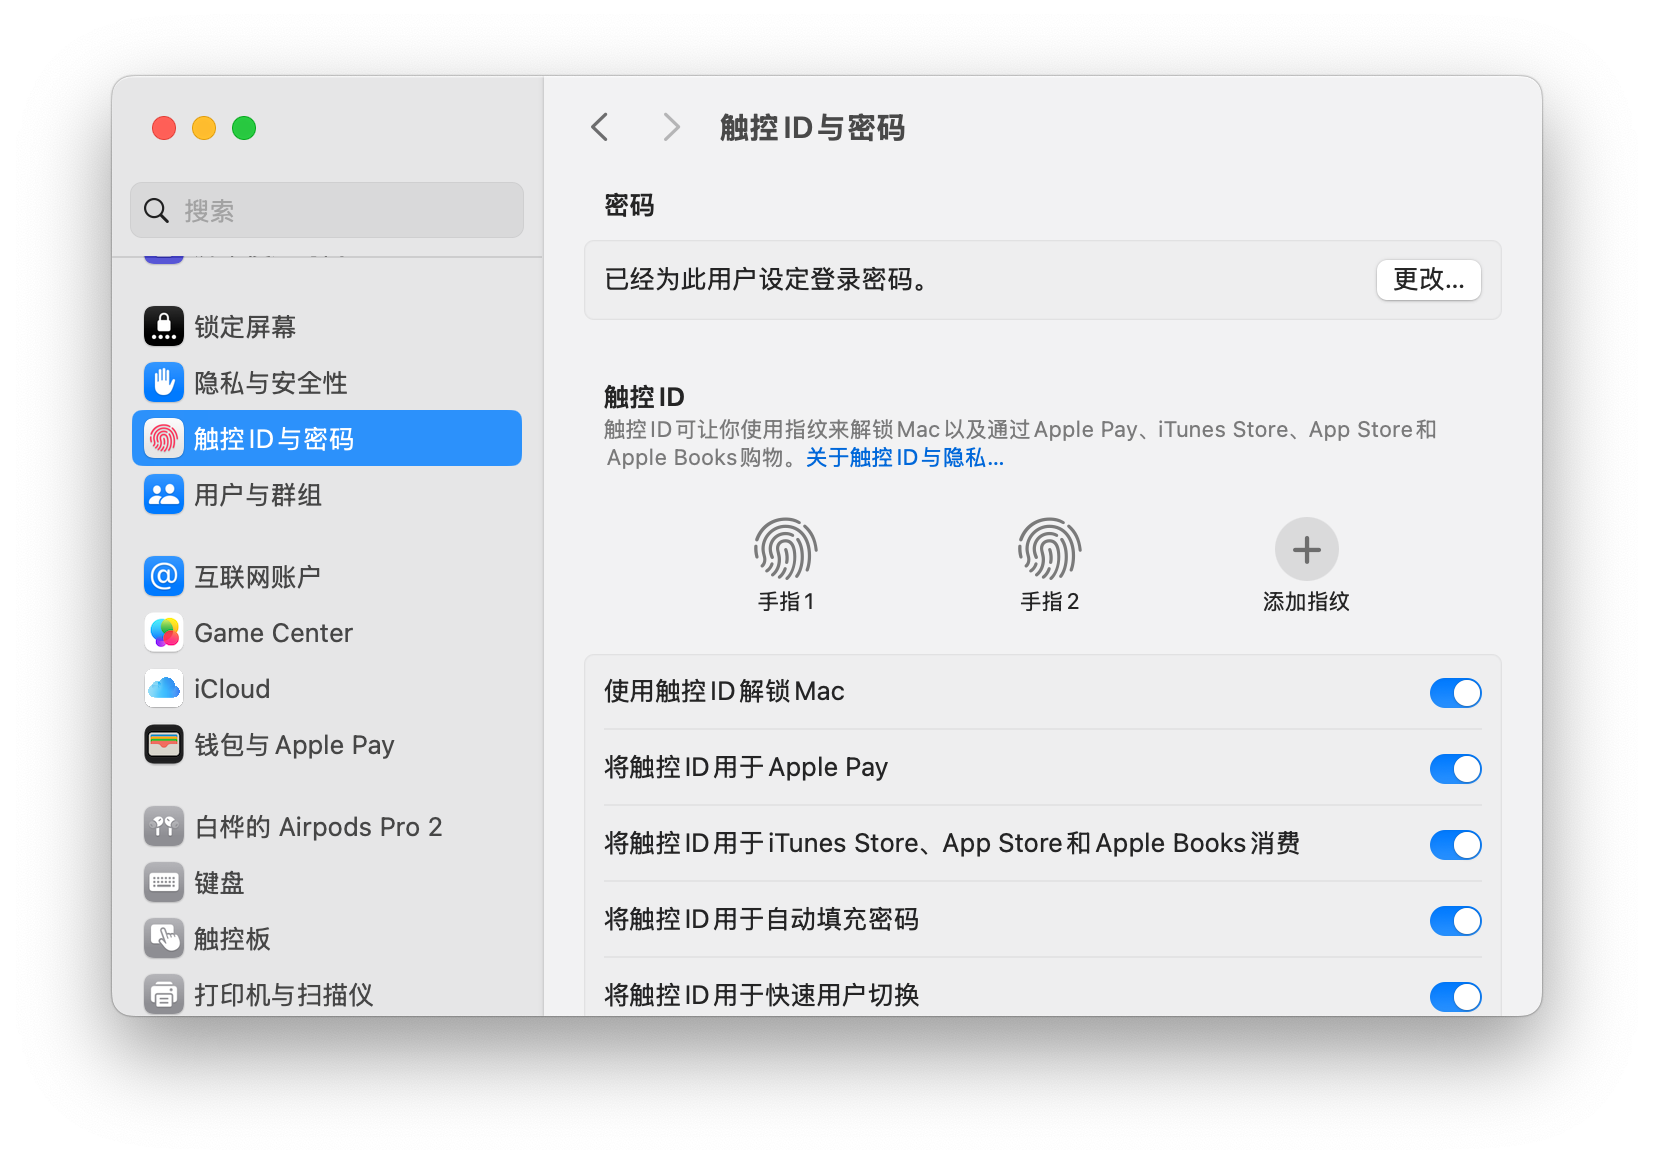 搜索
锁定屏幕
隐私与安全性
触控 ID 与密码
用户与群组
互联网账户
Game Center
iCloud
钱包与 Apple Pay
白桦的 Airpods Pro 2
键盘
触控板
打印机与扫描仪
触控 ID 与密码
密码
已经为此用户设定登录密码。
更改...
触控 ID
触控 ID 可让你使用指纹来解锁 Mac 以及通过 Apple Pay、iTunes Store、App Store 和
Apple Books 购物。关于触控 ID 与隐私...
手指 1
手指 2
添加指纹
使用触控 ID 解锁 Mac
将触控 ID 用于 Apple Pay
将触控 ID 用于 iTunes Store、App Store 和 Apple Books 消费
将触控 ID 用于自动填充密码
将触控 ID 用于快速用户切换